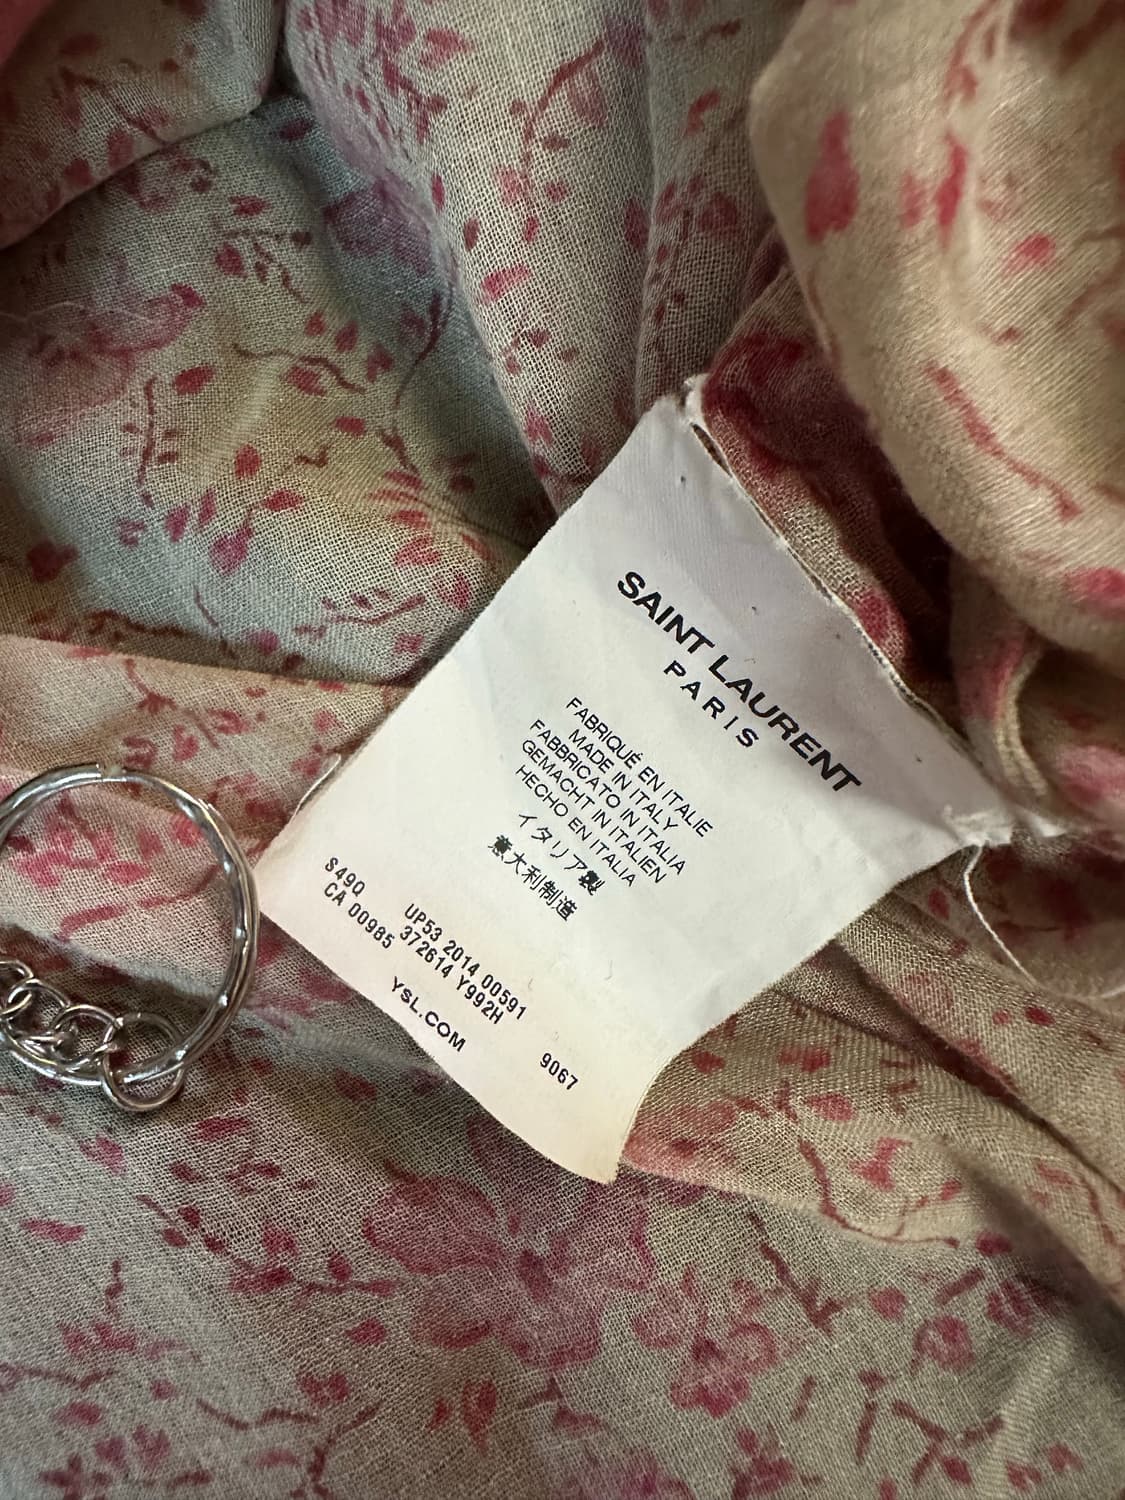 SAINT LAURENT
PARIS
FABRIQUÉ EN ITALIE
MADE IN ITALY
FABBRICATO IN ITALIA
GEMACHT IN ITALIEN
HECHO EN ITALIA
イタリア製
意大利制造
S49Q UP53 2014 00591
CA 00985 372614 Y992H
YSL.COM 9067